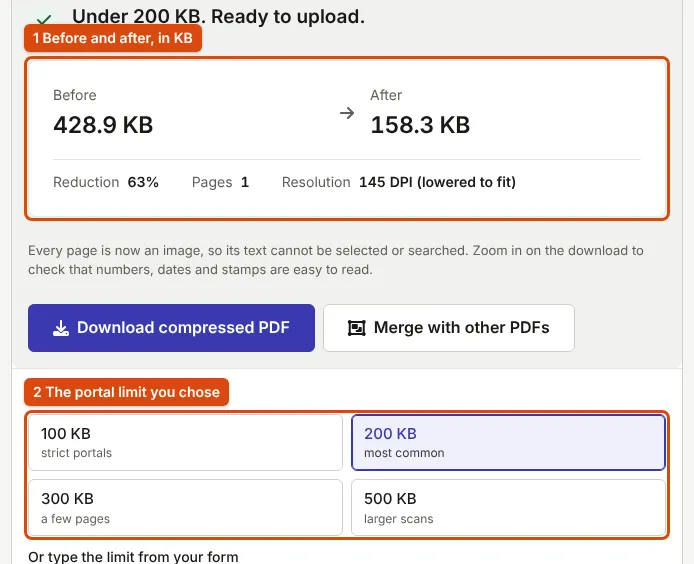 Under 200 KB. Ready to upload.
1 Before and after, in KB
Before
428.9 KB
→
After
158.3 KB
Reduction 63% Pages 1 Resolution 145 DPI (lowered to fit)
Every page is now an image, so its text cannot be selected or searched. Zoom in on the download to
check that numbers, dates and stamps are easy to read.
Download compressed PDF
Merge with other PDFs
2 The portal limit you chose
100 KB
strict portals
200 KB
most common
300 KB
a few pages
500 KB
larger scans
Or type the limit from your form